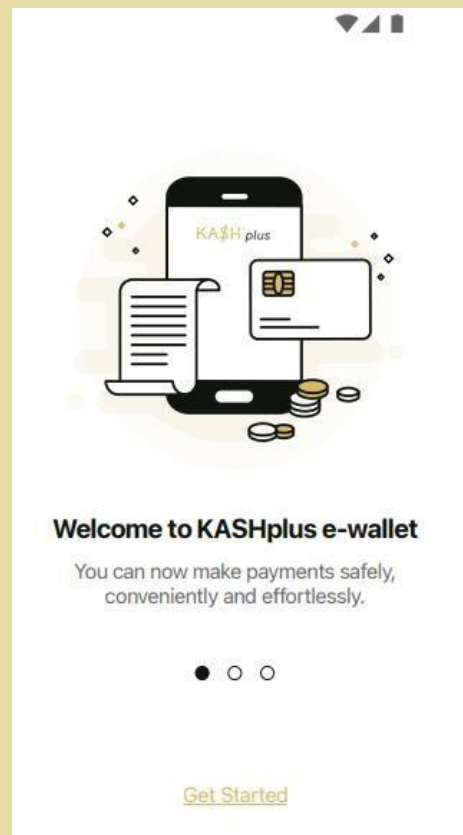 KA$H plus
Welcome to KASHplus e-wallet
You can now make payments safely,
conveniently and effortlessly.
Get Started